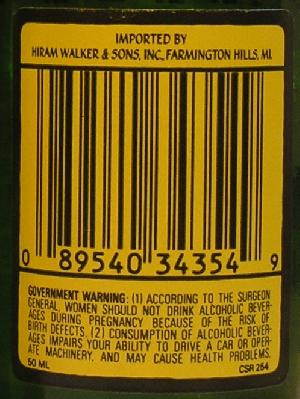 IMPORTED BY
HIRAM WALKER & SONS, INC., FARMINGTON HILLS, MI.
0 89540 34354 9
GOVERNMENT WARNING: (1) ACCORDING TO THE SURGEON
GENERAL, WOMEN SHOULD NOT DRINK ALCOHOLIC BEVER-
AGES DURING PREGNANCY BECAUSE OF THE RISK OF
BIRTH DEFECTS. (2) CONSUMPTION OF ALCOHOLIC BEVER-
AGES IMPAIRS YOUR ABILITY TO DRIVE A CAR OR OPER-
ATE MACHINERY, AND MAY CAUSE HEALTH PROBLEMS.
50 ML CSR 264